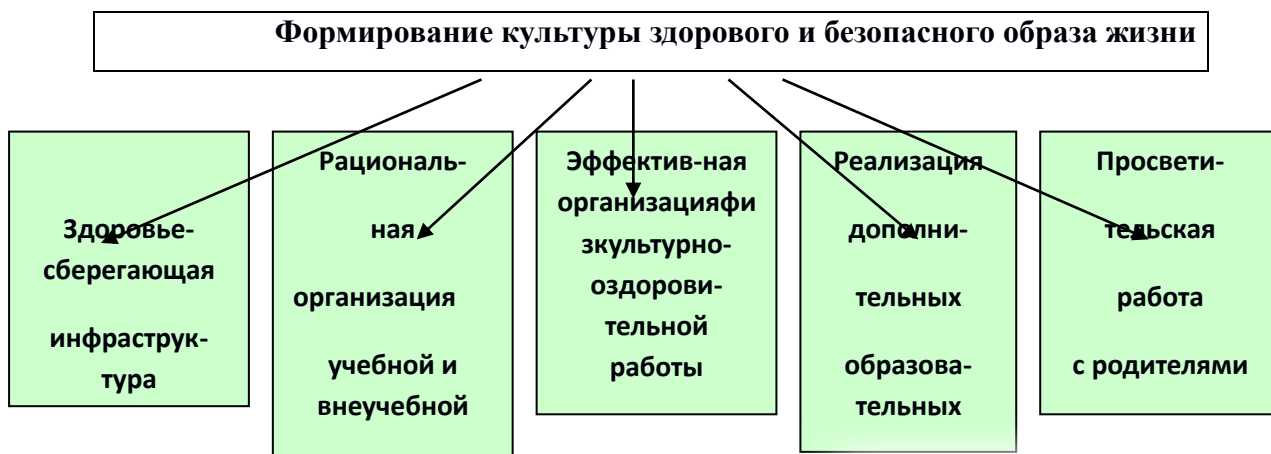 Формирование культуры здорового и безопасного образа жизни
Здоровье-
сберегающая
инфраструк-
тура
Рациональ-
ная
организация
учебной и
внеучебной
Эффектив-ная
организацияфи
зкультурно-
оздорови-
тельной
работы
Реализация
дополни-
тельных
образова-
тельных
Просвети-
тельская
работа
с родителями